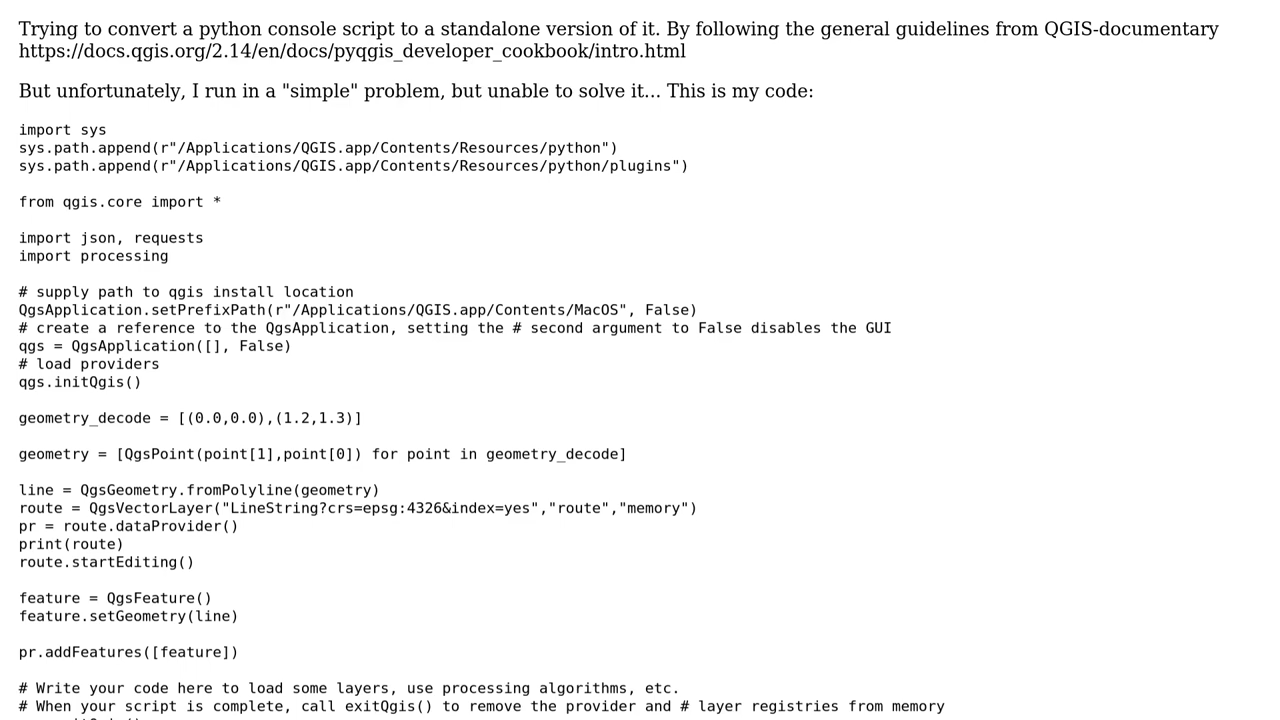 Trying to convert a python console script to a standalone version of it. By following the general guidelines from QGIS-documentary
https://docs.qgis.org/2.14/en/docs/pyqgis_developer_cookbook/intro.html
But unfortunately, I run in a "simple" problem, but unable to solve it... This is my code:
import sys
sys.path.append(r"/Applications/QGIS.app/Contents/Resources/python")
sys.path.append(r"/Applications/QGIS.app/Contents/Resources/python/plugins")
from qgis.core import *
import json, requests
import processing
# supply path to qgis install location
QgsApplication.setPrefixPath(r"/Applications/QGIS.app/Contents/MacOS", False)
# create a reference to the QgsApplication, setting the # second argument to False disables the GUI
qgs = QgsApplication([], False)
# load providers
qgs.initQgis()
geometry_decode = [(0.0,0.0),(1.2,1.3)]
geometry = [QgsPoint(point[1],point[0]) for point in geometry_decode]
line = QgsGeometry.fromPolyline(geometry)
route = QgsVectorLayer("LineString?crs=epsg:4326&index=yes","route","memory")
pr = route.dataProvider()
print(route)
route.startEditing()
feature = QgsFeature()
feature.setGeometry(line)
pr.addFeatures([feature])
# Write your code here to load some layers, use processing algorithms, etc.
# When your script is complete, call exitQgis() to remove the provider and # layer registries from memory